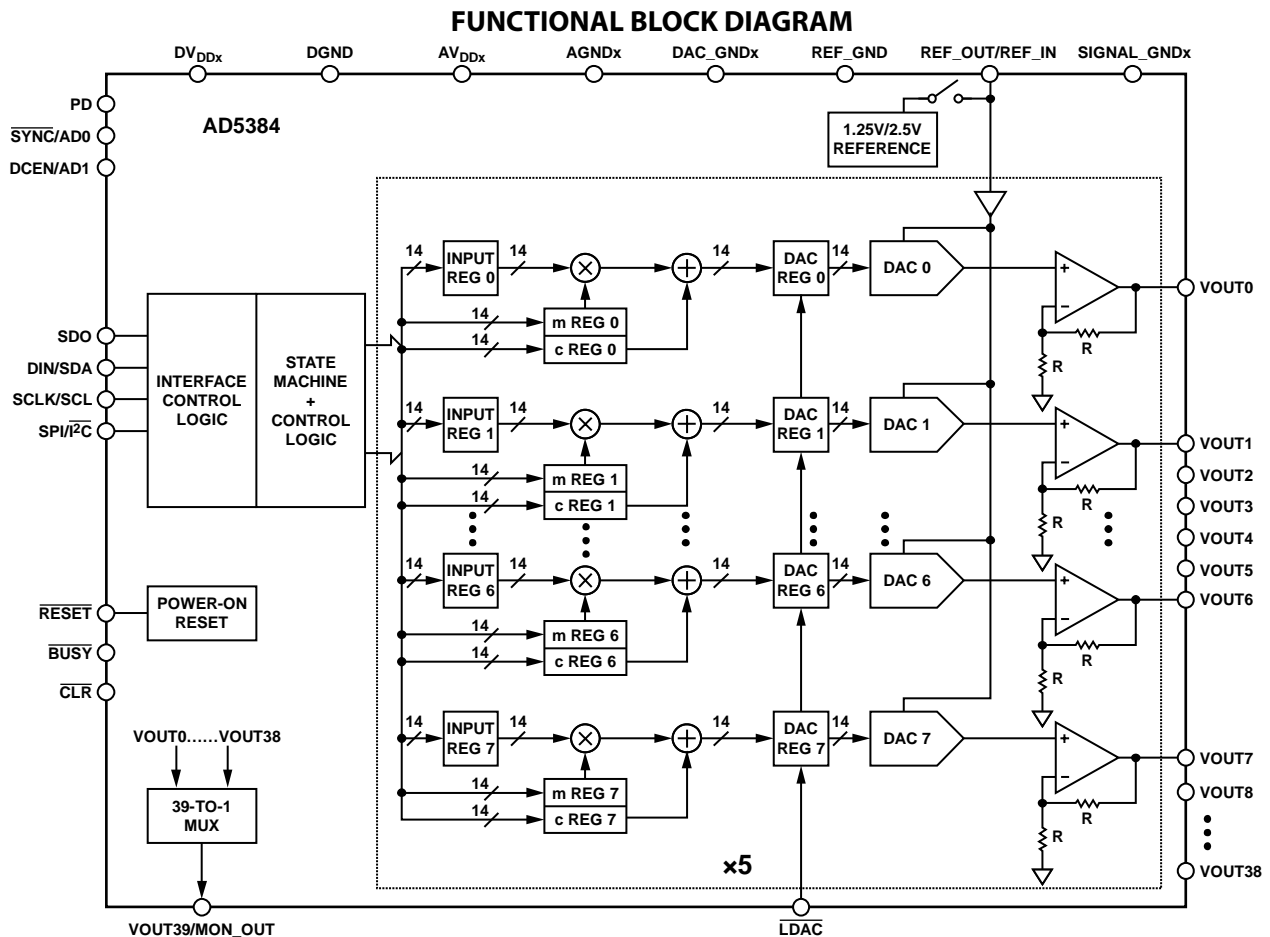 FUNCTIONAL BLOCK DIAGRAM
DVDDx
DGND
AVDDx
AGNDx
DAC_GNDx
REF_GND
REF_OUT/REF_IN
SIGNAL_GNDx
PD
SYNC/AD0
DCEN/AD1
AD5384
1.25V/2.5V
REFERENCE
14
INPUT
REG 0
14
14
DAC
REG 0
14
DAC 0
+
−
VOUT0
14
m REG 0
14
c REG 0
R
R
SDO
DIN/SDA
SCLK/SCL
SPI/I2C
INTERFACE
CONTROL
LOGIC
STATE
MACHINE
+
CONTROL
LOGIC
14
INPUT
REG 1
14
14
DAC
REG 1
14
DAC 1
+
−
VOUT1
14
m REG 1
14
c REG 1
R
R
VOUT2
VOUT3
VOUT4
VOUT5
14
INPUT
REG 6
14
14
DAC
REG 6
14
DAC 6
+
−
VOUT6
14
m REG 6
14
c REG 6
R
R
RESET
POWER-ON
RESET
BUSY
CLR
14
INPUT
REG 7
14
14
DAC
REG 7
14
DAC 7
+
−
VOUT7
14
m REG 7
14
c REG 7
R
R
VOUT8
VOUT38
VOUT0......VOUT38
39-TO-1
MUX
×5
VOUT39/MON_OUT
LDAC